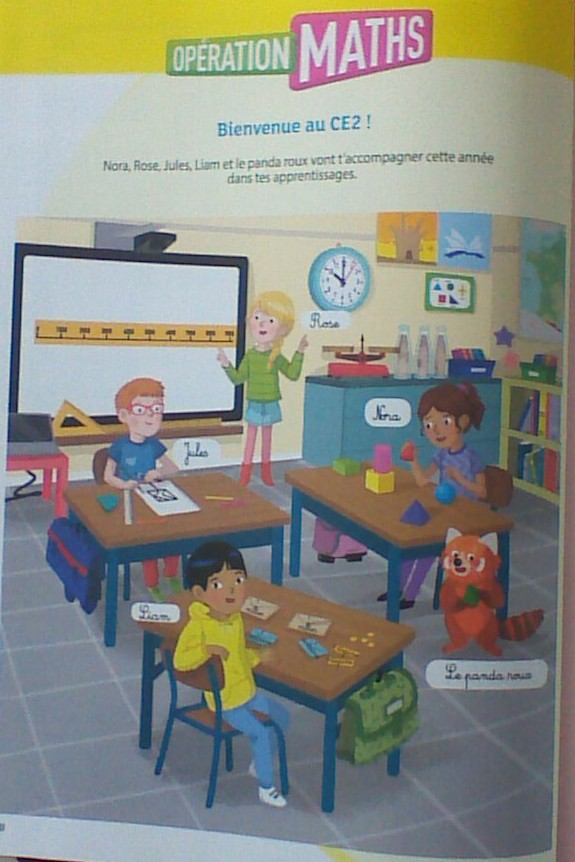 OPÉRATION MATHS
Bienvenue au CE2 !
Nora, Rose, Jules, Liam et le panda roux vont t'accompagner cette année
dans tes apprentissages.
Rose
Nora
Jules
Liam
Le panda roux